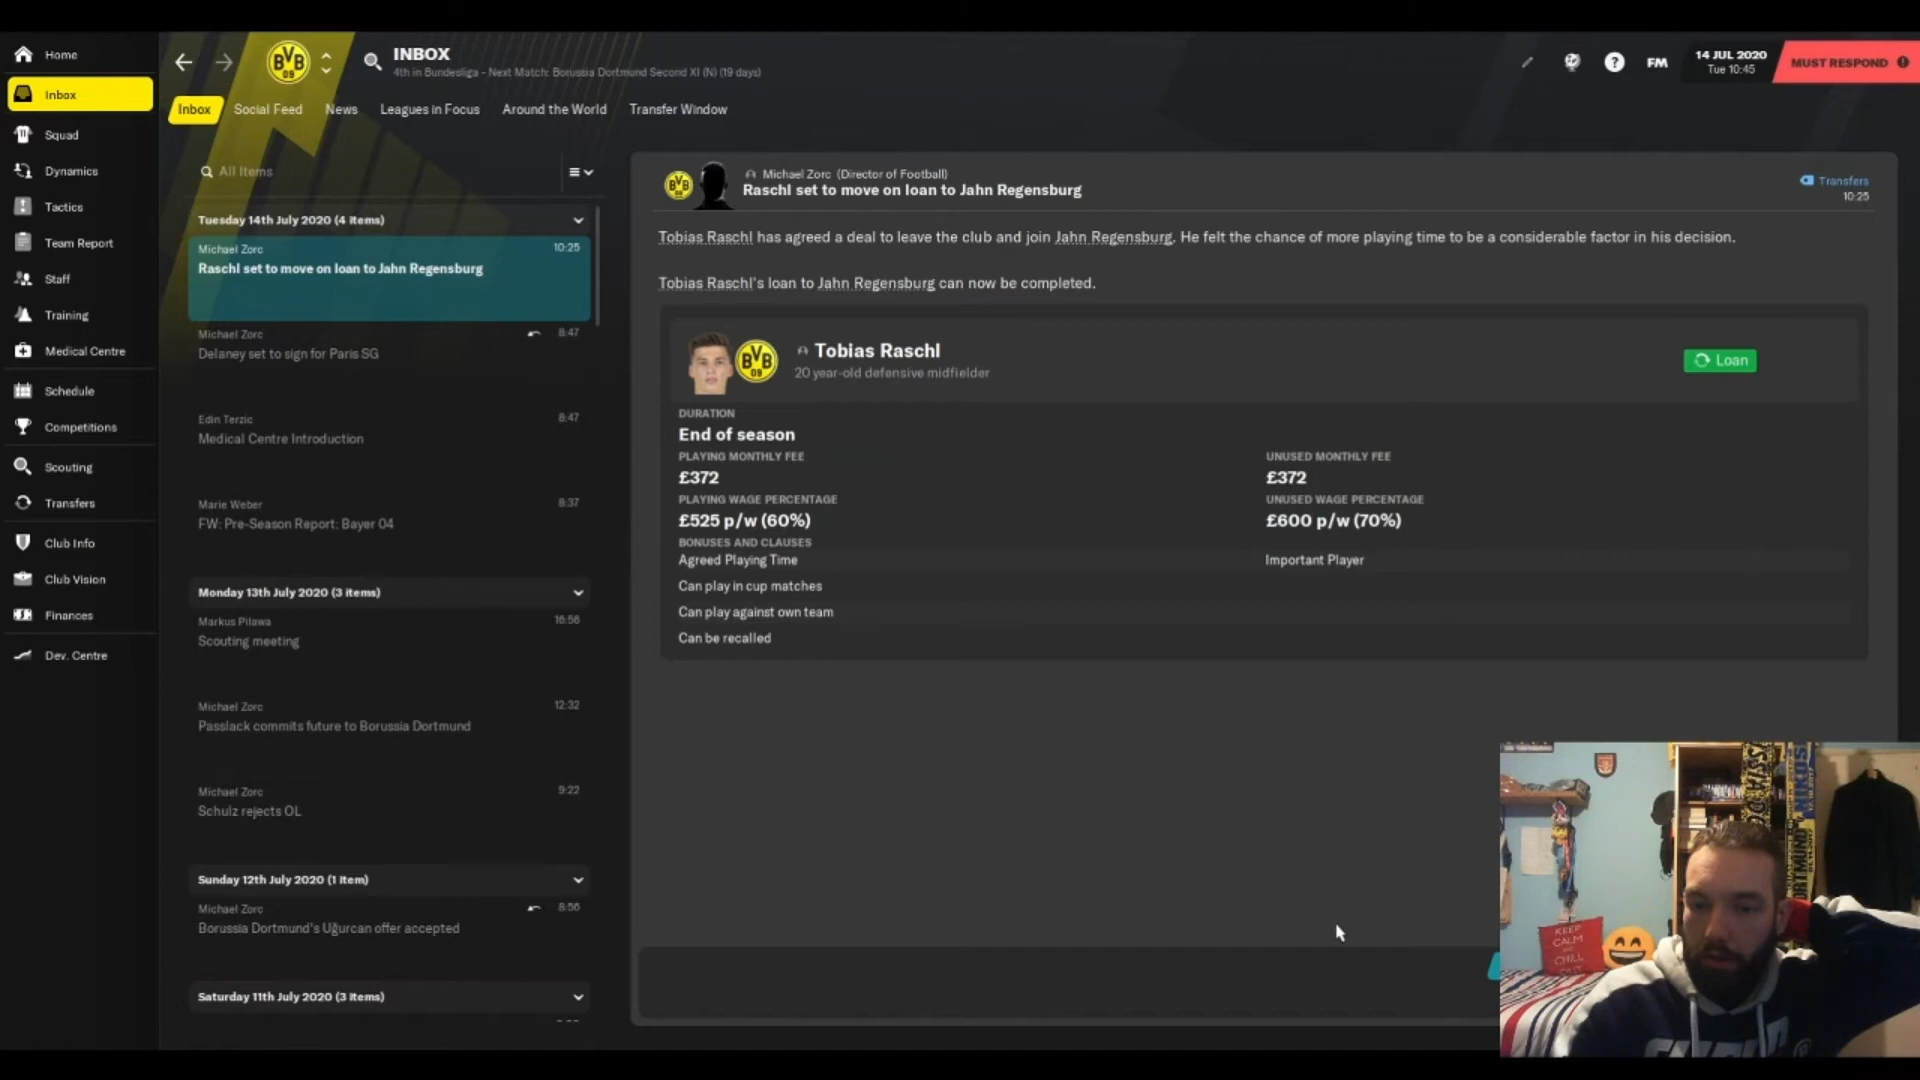 Home
Inbox
Squad
Dynamics
Tactics
Team Report
Staff
Training
Medical Centre
Schedule
Competitions
Scouting
Transfers
Club Info
Club Vision
Finances
Dev. Centre
BVB
09
INBOX
4th in Bundesliga - Next Match: Borussia Dortmund Second XI (N) (19 days)
FM
14 JUL 2020
Tue 10:45
MUST RESPOND
Inbox
Social Feed
News
Leagues in Focus
Around the World
Transfer Window
All Items
Tuesday 14th July 2020 (4 items)
Michael Zorc 10:25
Raschl set to move on loan to Jahn Regensburg
Michael Zorc 8:47
Delaney set to sign for Paris SG
Edin Terzic 8:47
Medical Centre Introduction
Marie Weber 8:37
FW: Pre-Season Report: Bayer 04
Monday 13th July 2020 (3 items)
Markus Pilawa 16:56
Scouting meeting
Michael Zorc 12:32
Passlack commits future to Borussia Dortmund
Michael Zorc 9:22
Schulz rejects OL
Sunday 12th July 2020 (1 item)
Michael Zorc 8:56
Borussia Dortmund's Uğurcan offer accepted
Saturday 11th July 2020 (3 items)
BVB
09
Michael Zorc (Director of Football)
Raschl set to move on loan to Jahn Regensburg
Transfers
10:25
Tobias Raschl has agreed a deal to leave the club and join Jahn Regensburg. He felt the chance of more playing time to be a considerable factor in his decision.
Tobias Raschl's loan to Jahn Regensburg can now be completed.
BVB
09
Tobias Raschl
20 year-old defensive midfielder
Loan
DURATION
End of season
PLAYING MONTHLY FEE
£372
UNUSED MONTHLY FEE
£372
PLAYING WAGE PERCENTAGE
£525 p/w (60%)
UNUSED WAGE PERCENTAGE
£600 p/w (70%)
BONUSES AND CLAUSES
Agreed Playing Time Important Player
Can play in cup matches
Can play against own team
Can be recalled
KEEP
CALM
CHILL